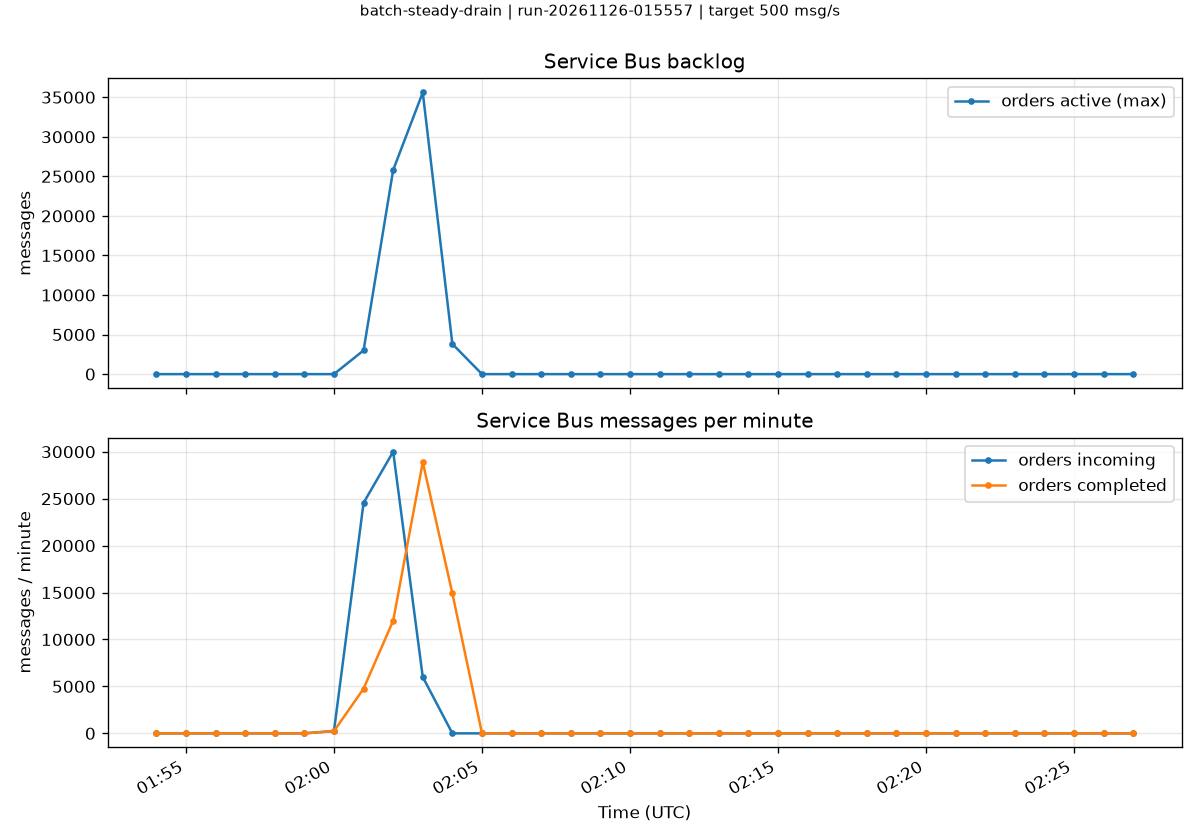 batch-steady-drain | run-20261126-015557 | target 500 msg/s
Service Bus backlog
orders active (max)
messages
35000
30000
25000
20000
15000
10000
5000
0
Service Bus messages per minute
orders incoming
orders completed
messages / minute
30000
25000
20000
15000
10000
5000
0
01:55
02:00
02:05
02:10
02:15
02:20
02:25
Time (UTC)